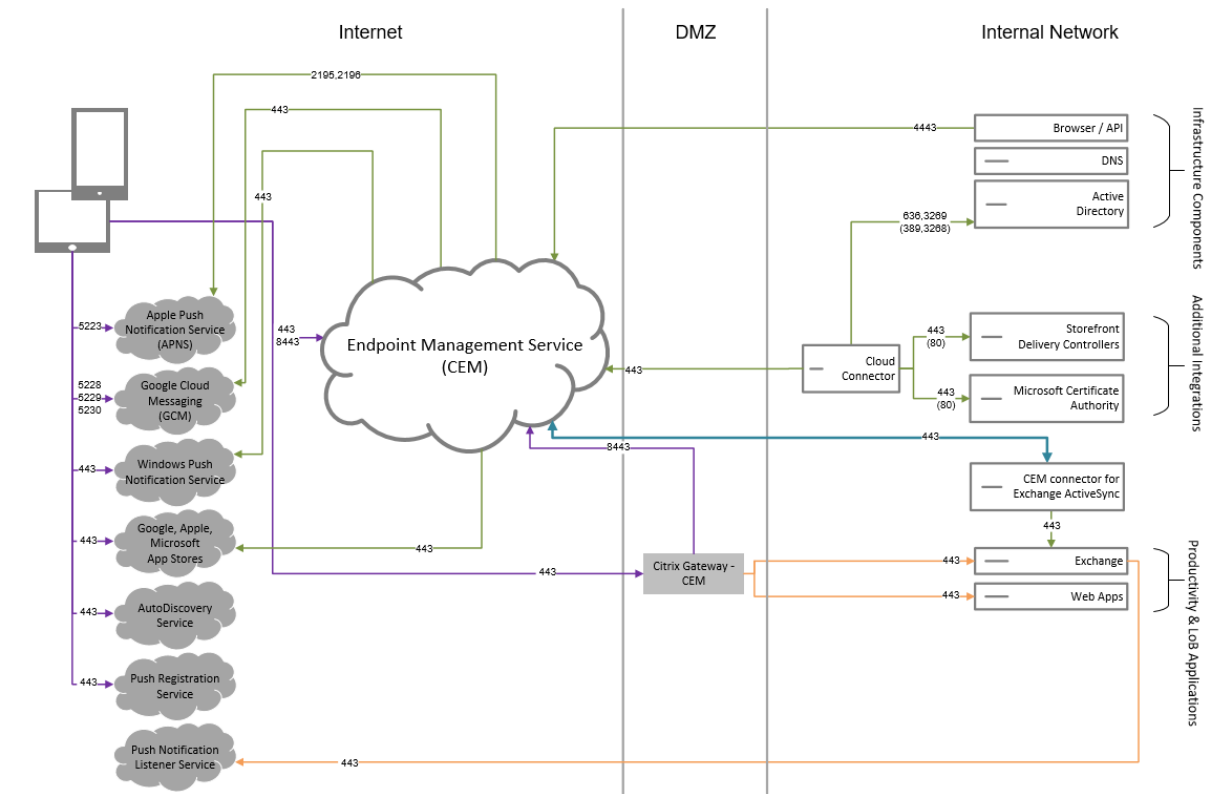 Internet
DMZ
Internal Network
2195,2196
443
443
4443
Browser / API
DNS
Active
Directory
636,3269
(389,3268)
Infrastructure Components
5223
Apple Push
Notification Service
(APNS)
443
8443
Endpoint Management Service
(CEM)
443
Cloud
Connector
443
(80)
Storefront
Delivery Controllers
443
(80)
Microsoft Certificate
Authority
Additional Integrations
5228
5229
5230
Google Cloud
Messaging
(GCM)
443
8443
443
Windows Push
Notification Service
CEM connector for
Exchange ActiveSync
443
443
Google, Apple,
Microsoft
App Stores
443
443
Citrix Gateway -
CEM
443
Exchange
443
Web Apps
Productivity & LoB Applications
443
AutoDiscovery
Service
443
Push Registration
Service
Push Notification
Listener Service
443